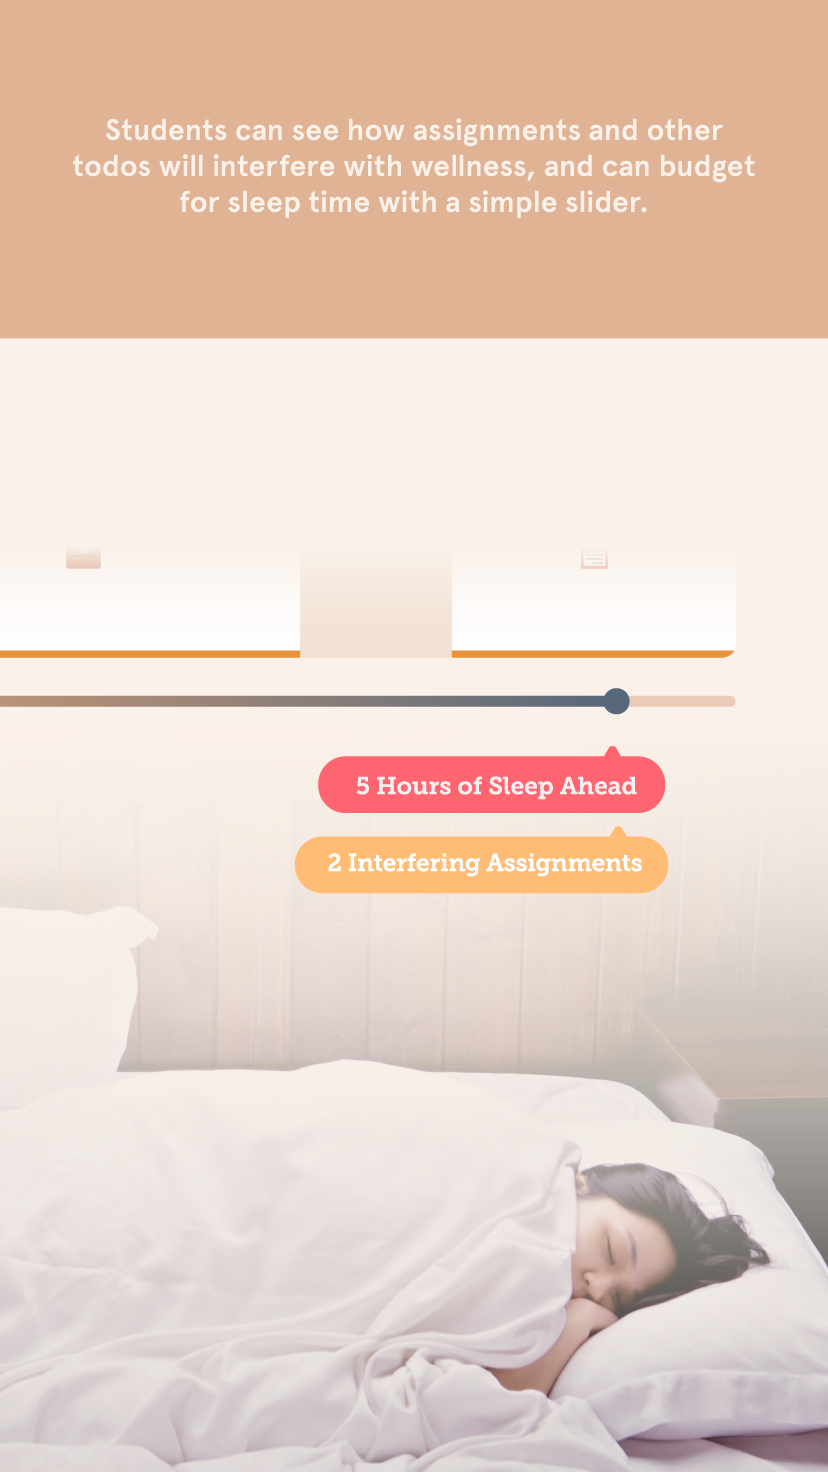 Students can see how assignments and other
todos will interfere with wellness, and can budget
for sleep time with a simple slider.
5 Hours of Sleep Ahead
2 Interfering Assignments